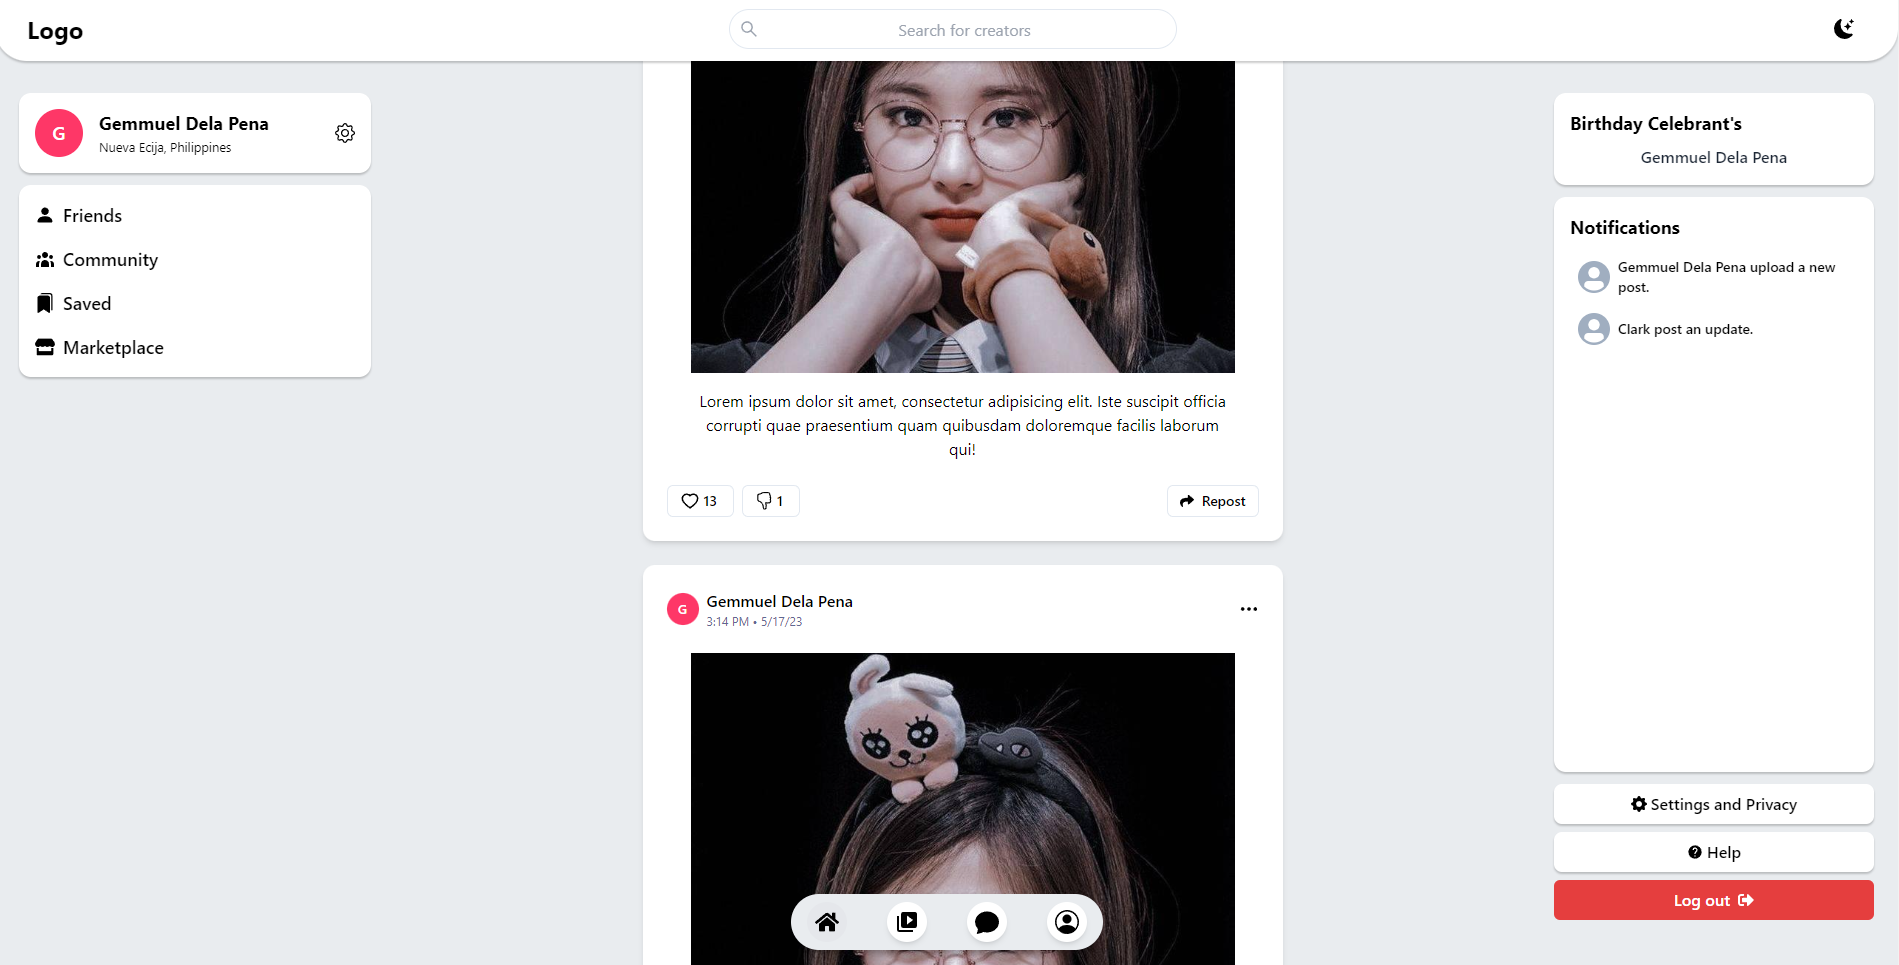 Logo
Search for creators
Gemmuel Dela Pena
Nueva Ecija, Philippines
Friends
Community
Saved
Marketplace
Lorem ipsum dolor sit amet, consectetur adipisicing elit. Iste suscipit officia
corrupti quae praesentium quam quibusdam doloremque facilis laborum
qui!
13
1
Repost
G
Gemmuel Dela Pena
3:14 PM • 5/17/23
G
Birthday Celebrant's
Gemmuel Dela Pena
Notifications
Gemmuel Dela Pena upload a new
post.
Clark post an update.
Settings and Privacy
Help
Log out